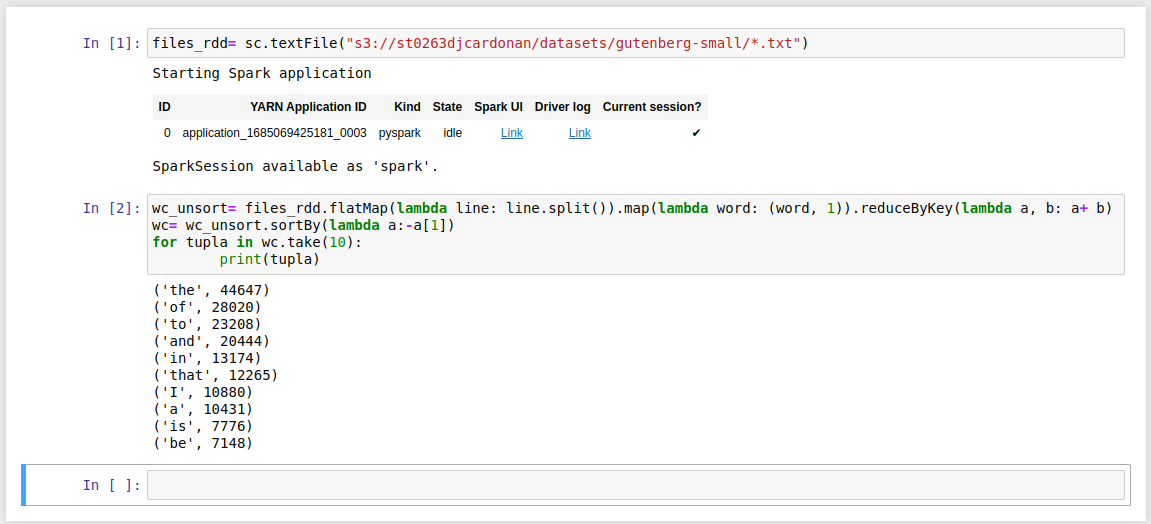 In [1]: files_rdd= sc.textFile("s3://st0263djcardonan/datasets/gutenberg-small/*.txt")
Starting Spark application
ID YARN Application ID Kind State Spark UI Driver log Current session?
0 application_1685069425181_0003 pyspark idle Link Link ✔
SparkSession available as 'spark'.
In [2]: wc_unsort= files_rdd.flatMap(lambda line: line.split()).map(lambda word: (word, 1)).reduceByKey(lambda a, b: a+ b)
wc= wc_unsort.sortBy(lambda a:-a[1])
for tupla in wc.take(10):
        print(tupla)
('the', 44647)
('of', 28020)
('to', 23208)
('and', 20444)
('in', 13174)
('that', 12265)
('I', 10880)
('a', 10431)
('is', 7776)
('be', 7148)
In [ ]: